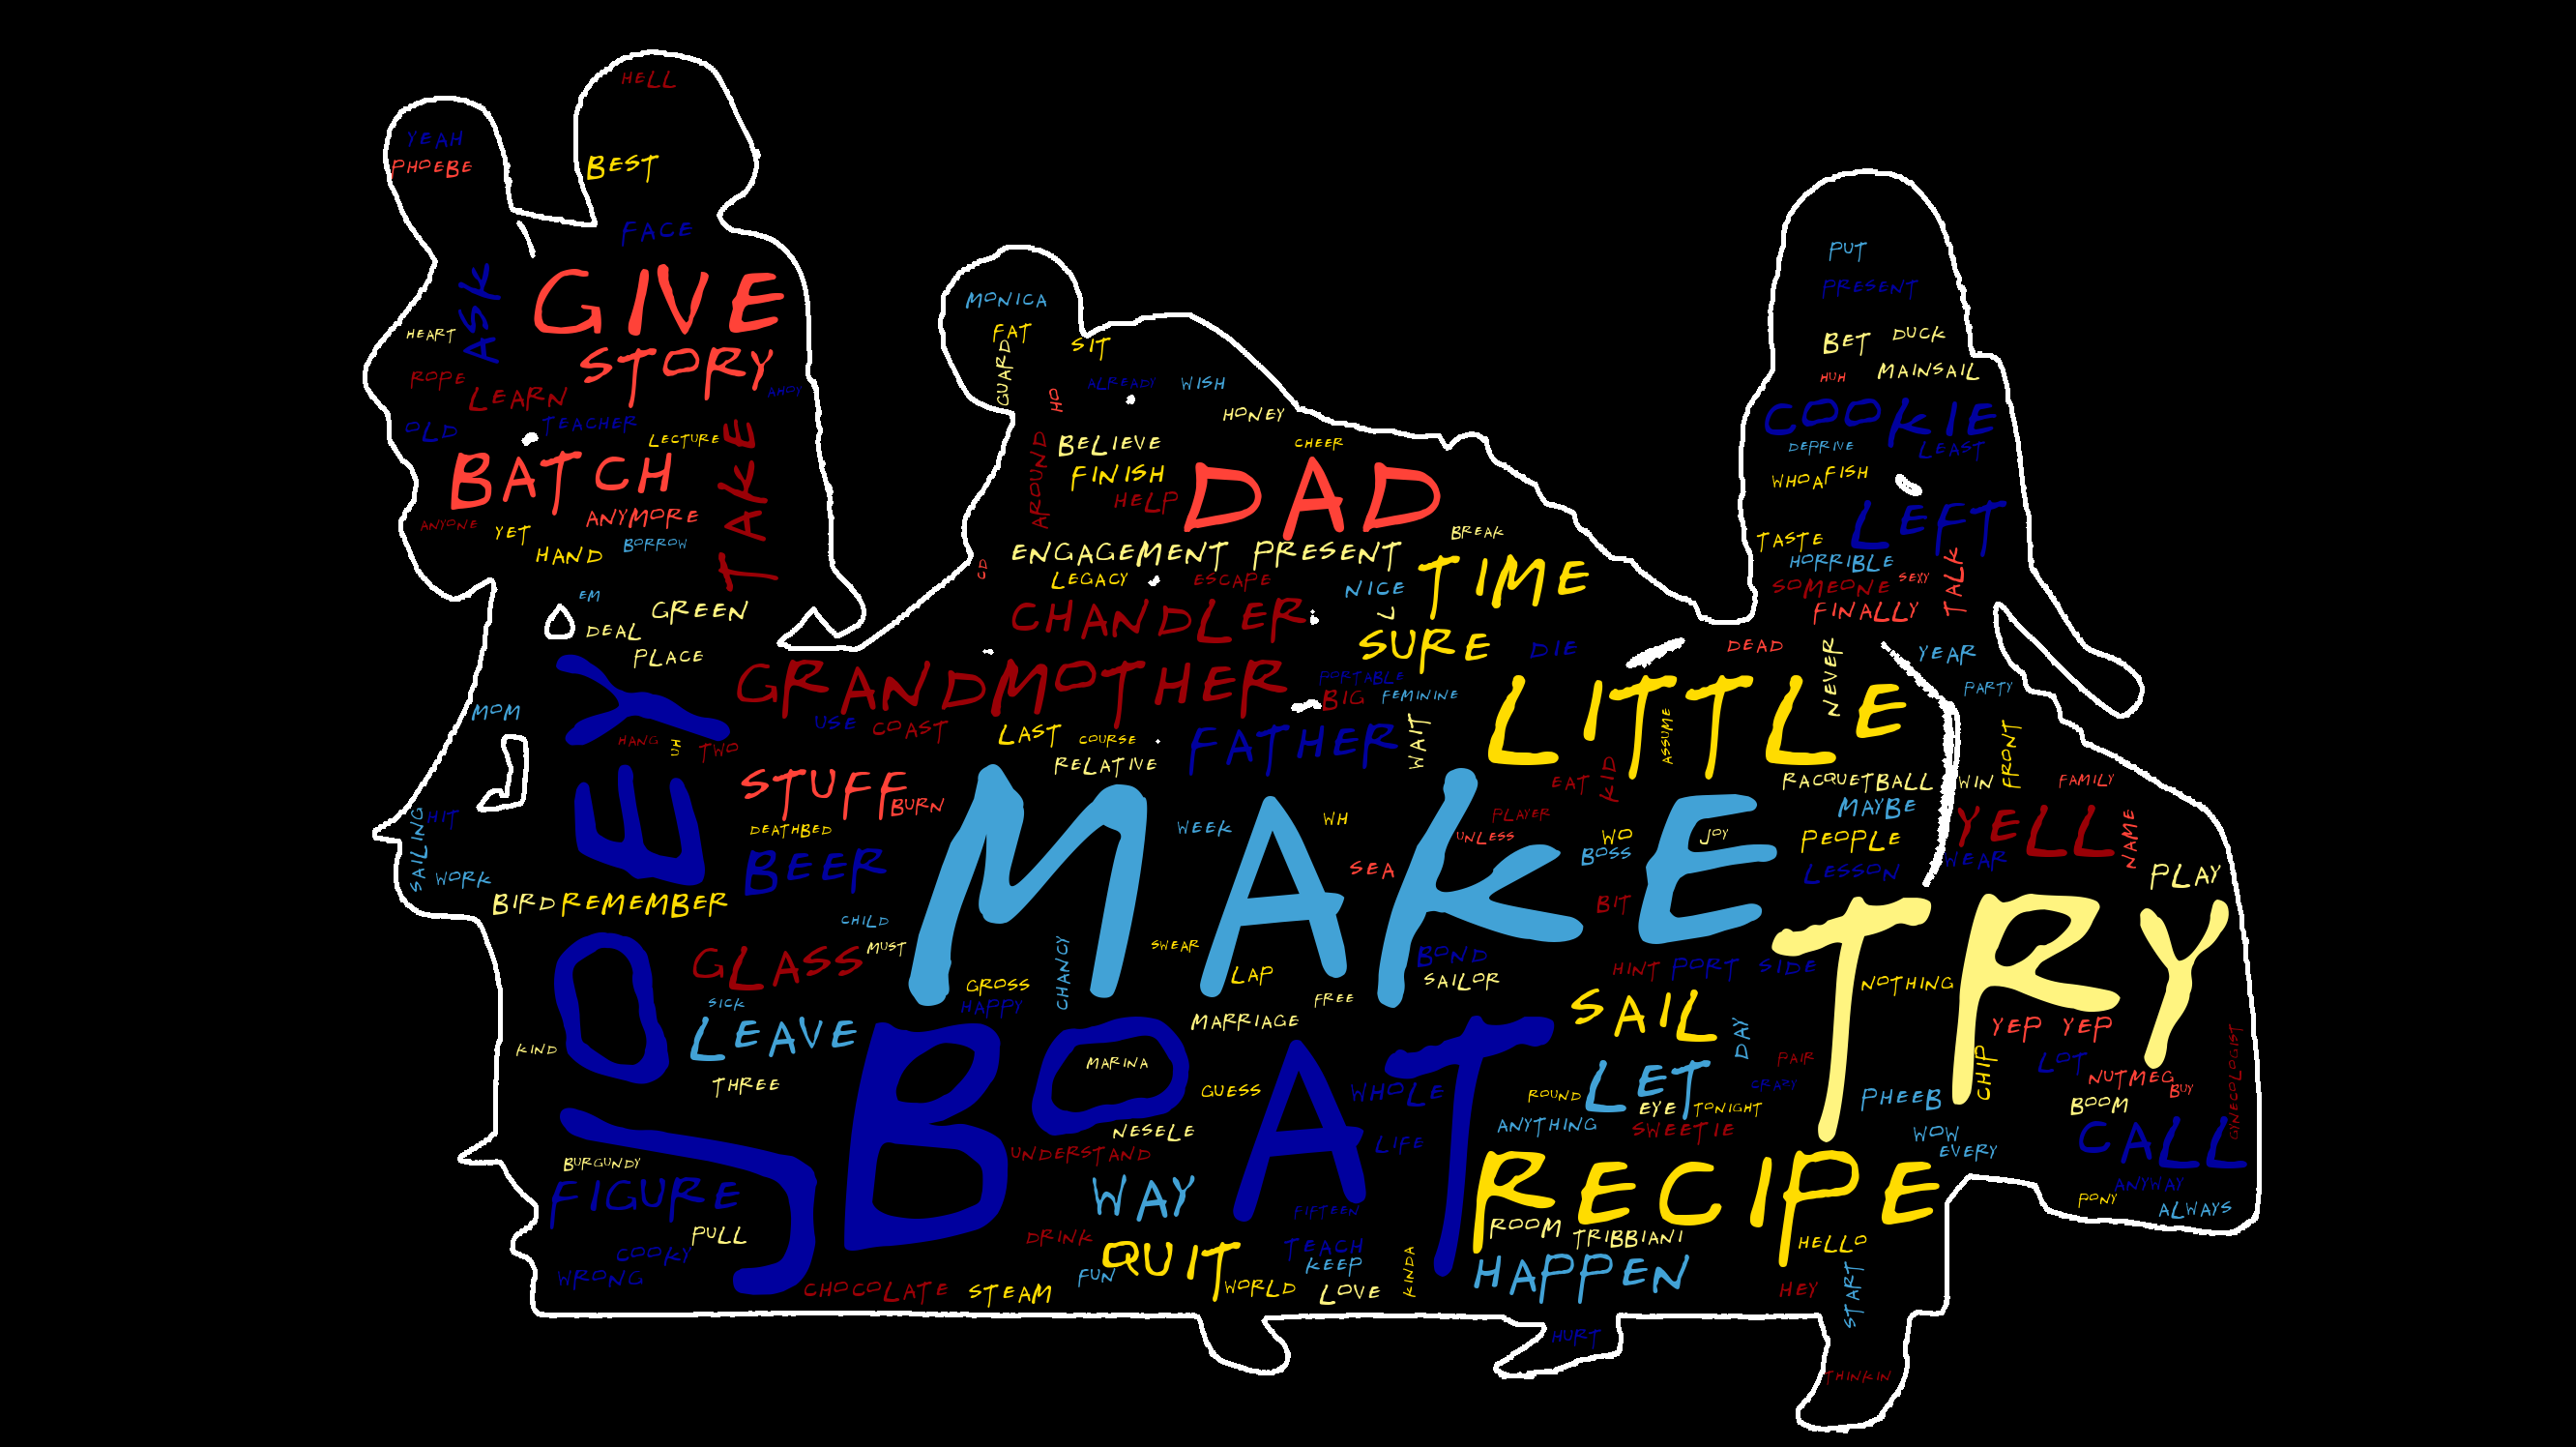 HELL
YEAH
PHOEBE
BEST
FACE
ASK
GIVE
HEART
STORY
ROPE
LEARN
AHOY
OLD
TEACHER
LECTURE
TAKE
BATCH
ANYONE
YET
ANYMORE
HAND
BORROW
EM
DEAL
GREEN
PLACE
MONICA
FAT
GUARD
SIT
HO
ALREADY
WISH
HONEY
AROUND
BELIEVE
CHEER
FINISH
HELP
DAD
BREAK
CD
ENGAGEMENT PRESENT
LEGACY
ESCAPE
NICE
TIME
CHANDLER
L
SURE
DIE
GRANDMOTHER
PORTABLE
BIG
FEMININE
PUT
PRESENT
BET
DUCK
HUH
MAINSAIL
COOKIE
DEPRIVE
LEAST
WHOA
FISH
LEFT
TASTE
HORRIBLE
SOMEONE
SEXY
TALK
FINALLY
DEAD
NEVER
YEAR
PARTY
MOM
JOEY
HANG
UH
TWO
USE
COAST
LAST
COURSE
RELATIVE
FATHER
WAIT
LITTLE
ASSUME
FRONT
STUFF
BURN
DEATHBED
BEER
MAKE
WEEK
WH
SEA
EAT
KID
PLAYER
UNLESS
WO
BOSS
JOY
RACQUETBALL
WIN
FAMILY
MAYBE
PEOPLE
LESSON
YELL
NAME
WEAR
PLAY
HIT
SAILING
WORK
BIRD
REMEMBER
CHILD
MUST
GLASS
SICK
GROSS
HAPPY
CHANCY
SWEAR
LAP
FREE
BOND
SAILOR
BIT
HINT
PORT SIDE
TRY
NOTHING
KIND
LEAVE
THREE
BOAT
MARINA
MARRIAGE
GUESS
WHOLE
SAIL
DAY
PAIR
CRAZY
LET
ROUND
EYE
TONIGHT
ANYTHING
SWEETIE
YEP YEP
CHIP
LOT
NUTMEG
BUY
GYNECOLOGIST
PHEEB
BOOM
WOW
EVERY
CALL
NESELE
UNDERSTAND
LIFE
BURGUNDY
FIGURE
WAY
RECIPE
ANYWAY
PONY
ALWAYS
PULL
COOKY
WRONG
DRINK
QUIT
FIFTEEN
TEACH
KEEP
ROOM
TRIBBIANI
HELLO
CHOCOLATE
STEAM
FUN
WORLD
LOVE
KINDA
HAPPEN
HEY
START
HURT
THINKIN